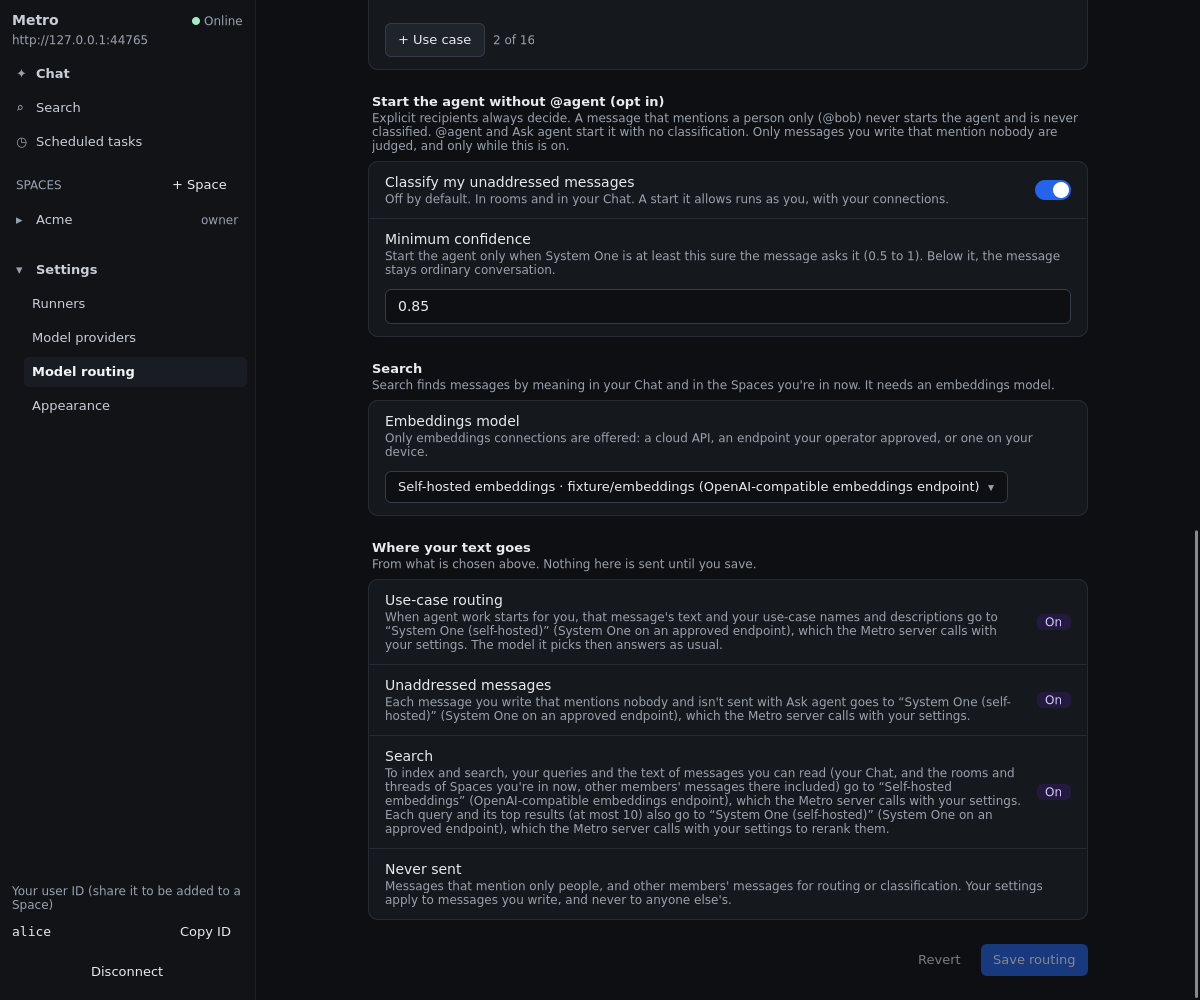 Metro
Online
http://127.0.0.1:44765
Chat
Search
Scheduled tasks
SPACES
+ Space
Acme
owner
Settings
Runners
Model providers
Model routing
Appearance
Your user ID (share it to be added to a
Space)
alice
Copy ID
Disconnect
+ Use case
2 of 16
Start the agent without @agent (opt in)
Explicit recipients always decide. A message that mentions a person only (@bob) never starts the agent and is never
classified. @agent and Ask agent start it with no classification. Only messages you write that mention nobody are
judged, and only while this is on.
Classify my unaddressed messages
Off by default. In rooms and in your Chat. A start it allows runs as you, with your connections.
Minimum confidence
Start the agent only when System One is at least this sure the message asks it (0.5 to 1). Below it, the message
stays ordinary conversation.
0.85
Search
Search finds messages by meaning in your Chat and in the Spaces you're in now. It needs an embeddings model.
Embeddings model
Only embeddings connections are offered: a cloud API, an endpoint your operator approved, or one on your
device.
Self-hosted embeddings · fixture/embeddings (OpenAI-compatible embeddings endpoint)
Where your text goes
From what is chosen above. Nothing here is sent until you save.
Use-case routing
When agent work starts for you, that message's text and your use-case names and descriptions go to
“System One (self-hosted)” (System One on an approved endpoint), which the Metro server calls with
your settings. The model it picks then answers as usual.
On
Unaddressed messages
Each message you write that mentions nobody and isn't sent with Ask agent goes to “System One (self-
hosted)” (System One on an approved endpoint), which the Metro server calls with your settings.
On
Search
To index and search, your queries and the text of messages you can read (your Chat, and the rooms and
threads of Spaces you're in now, other members' messages there included) go to “Self-hosted
embeddings” (OpenAI-compatible embeddings endpoint), which the Metro server calls with your settings.
Each query and its top results (at most 10) also go to “System One (self-hosted)” (System One on an
approved endpoint), which the Metro server calls with your settings to rerank them.
On
Never sent
Messages that mention only people, and other members' messages for routing or classification. Your settings
apply to messages you write, and never to anyone else's.
Revert
Save routing